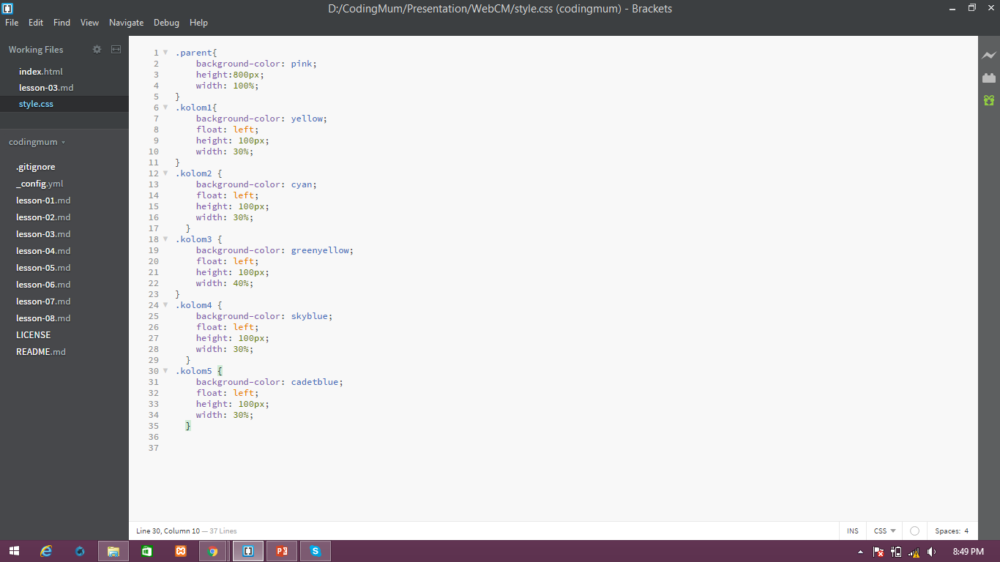 D:/CodingMum/Presentation/WebCM/style.css (codingmum) - Brackets
File Edit Find View Navigate Debug Help
Working Files
index.html
lesson-03.md
style.css
codingmum
.gitignore
_config.yml
lesson-01.md
lesson-02.md
lesson-03.md
lesson-04.md
lesson-05.md
lesson-06.md
lesson-07.md
lesson-08.md
LICENSE
README.md
1 .parent{
2 background-color: pink;
3 height:800px;
4 width: 100%;
5 }
6 .kolom1{
7 background-color: yellow;
8 float: left;
9 height: 100px;
10 width: 30%;
11 }
12 .kolom2 {
13 background-color: cyan;
14 float: left;
15 height: 100px;
16 width: 30%;
17 }
18 .kolom3 {
19 background-color: greenyellow;
20 float: left;
21 height: 100px;
22 width: 40%;
23 }
24 .kolom4 {
25 background-color: skyblue;
26 float: left;
27 height: 100px;
28 width: 30%;
29 }
30 .kolom5 {
31 background-color: cadetblue;
32 float: left;
33 height: 100px;
34 width: 30%;
35 }
36
37
Line 30, Column 10 — 37 Lines
INS CSS Spaces: 4
8:49 PM